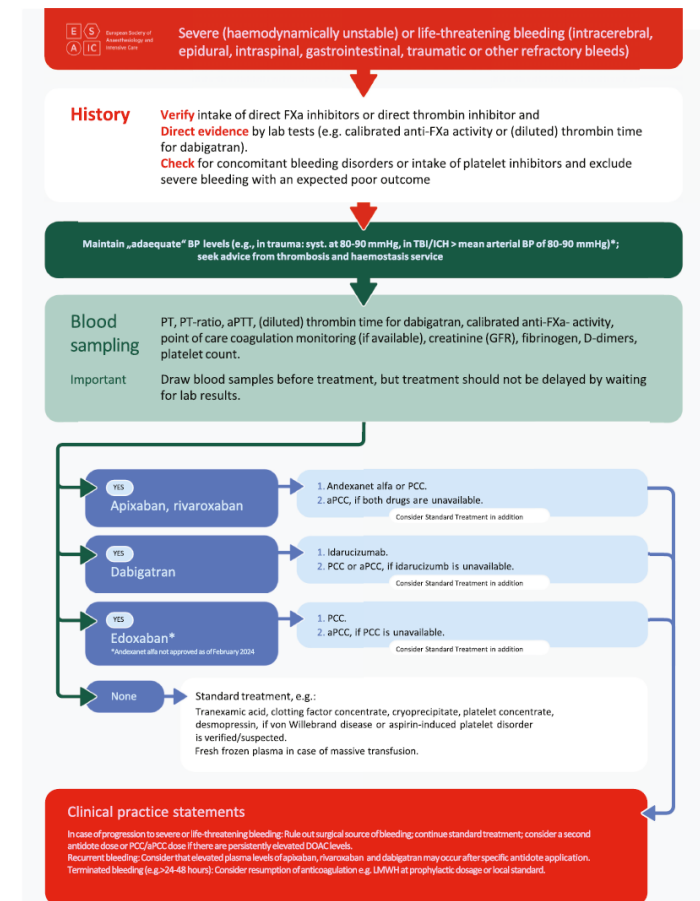 E S
A IC
European Society of
Anaesthesiology and
Intensive Care
Severe (haemodynamically unstable) or life-threatening bleeding (intracerebral,
epidural, intraspinal, gastrointestinal, traumatic or other refractory bleeds)
History
Verify intake of direct FXa inhibitors or direct thrombin inhibitor and
Direct evidence by lab tests (e.g. calibrated anti-FXa activity or (diluted) thrombin time
for dabigatran).
Check for concomitant bleeding disorders or intake of platelet inhibitors and exclude
severe bleeding with an expected poor outcome
Maintain „adaequate“ BP levels (e.g., in trauma: syst. at 80-90 mmHg, in TBI/ICH > mean arterial BP of 80-90 mmHg)*;
seek advice from thrombosis and haemostasis service
Blood
sampling
PT, PT-ratio, aPTT, (diluted) thrombin time for dabigatran, calibrated anti-FXa- activity,
point of care coagulation monitoring (if available), creatinine (GFR), fibrinogen, D-dimers,
platelet count.
Important
Draw blood samples before treatment, but treatment should not be delayed by waiting
for lab results.
YES
Apixaban, rivaroxaban
1. Andexanet alfa or PCC.
2. aPCC, if both drugs are unavailable.
Consider Standard Treatment in addition
YES
Dabigatran
1. Idarucizumab.
2. PCC or aPCC, if idarucizumb is unavailable.
Consider Standard Treatment in addition
YES
Edoxaban*
*Andexanet alfa not approved as of February 2024
1. PCC.
2. aPCC, if PCC is unavailable.
Consider Standard Treatment in addition
None
Standard treatment, e.g.:
Tranexamic acid, clotting factor concentrate, cryoprecipitate, platelet concentrate,
desmopressin, if von Willebrand disease or aspirin-induced platelet disorder
is verified/suspected.
Fresh frozen plasma in case of massive transfusion.
Clinical practice statements
In case of progression to severe or life-threatening bleeding: Rule out surgical source of bleeding; continue standard treatment; consider a second
antidote dose or PCC/aPCC dose if there are persistently elevated DOAC levels.
Recurrent bleeding: Consider that elevated plasma levels of apixaban, rivaroxaban and dabigatran may occur after specific antidote application.
Terminated bleeding (e.g.>24-48 hours): Consider resumption of anticoagulation e.g. LMWH at prophylactic dosage or local standard.